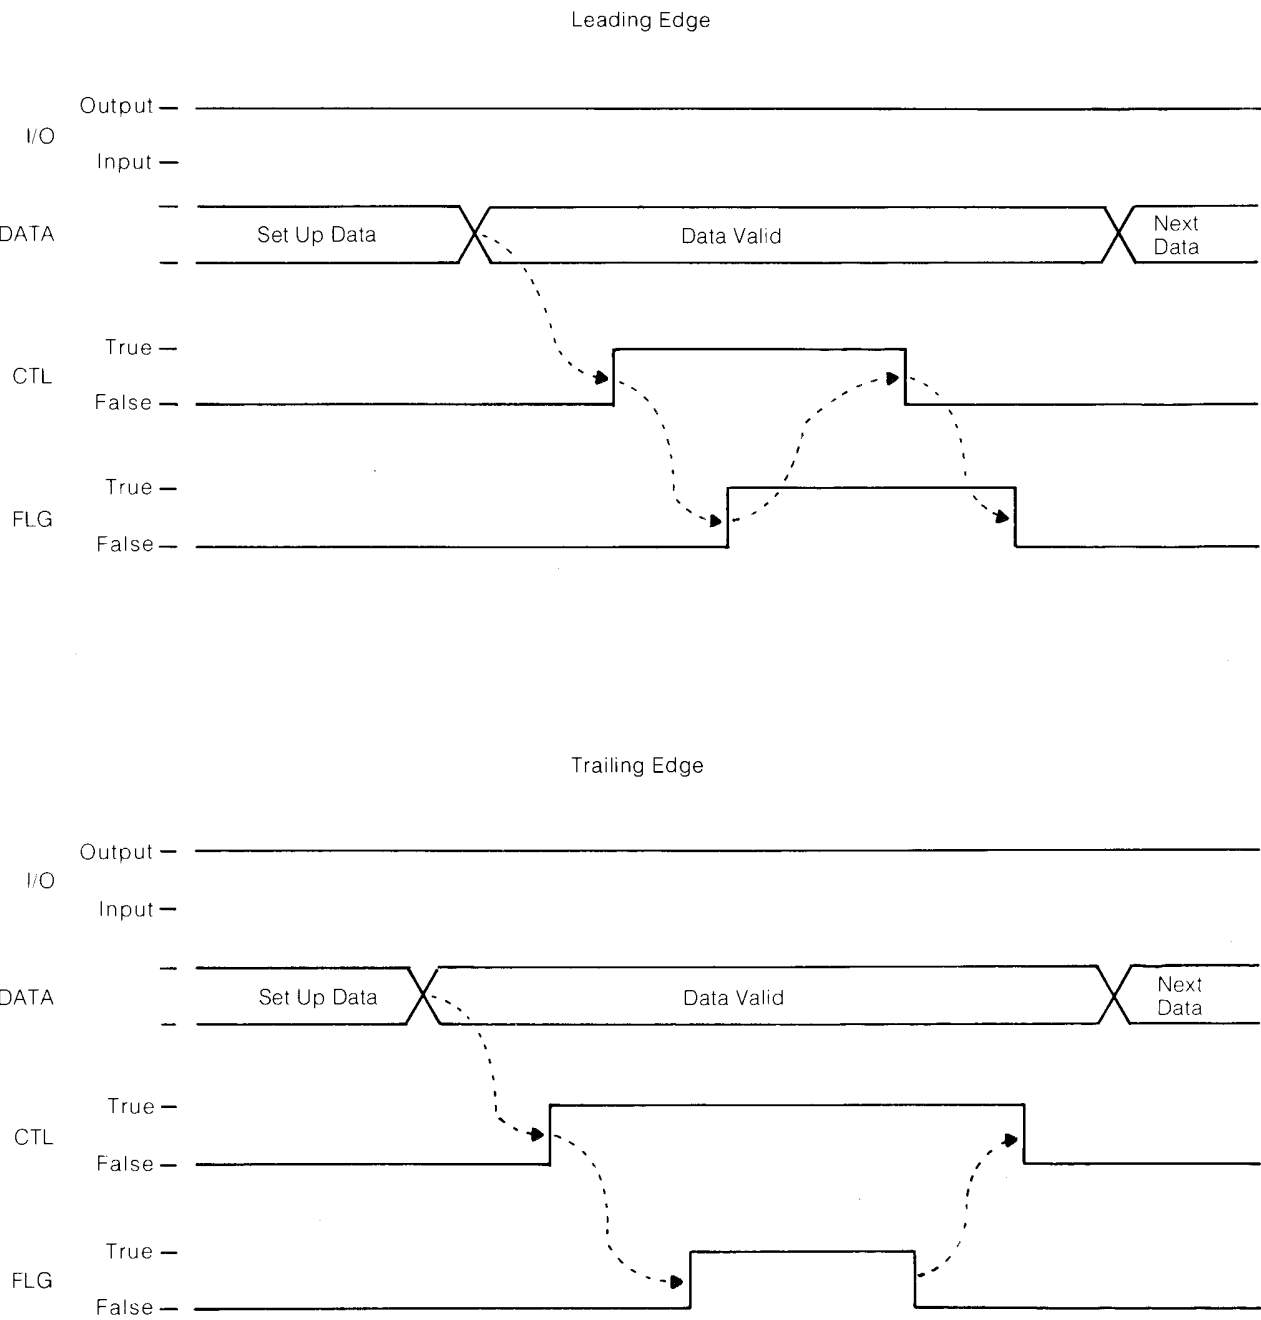 Leading Edge
Output
I/O
Input
DATA
Set Up Data
Data Valid
Next
Data
True
CTL
False
True
FLG
False
Trailing Edge
Output
I/O
Input
DATA
Set Up Data
Data Valid
Next
Data
True
CTL
False
True
FLG
False